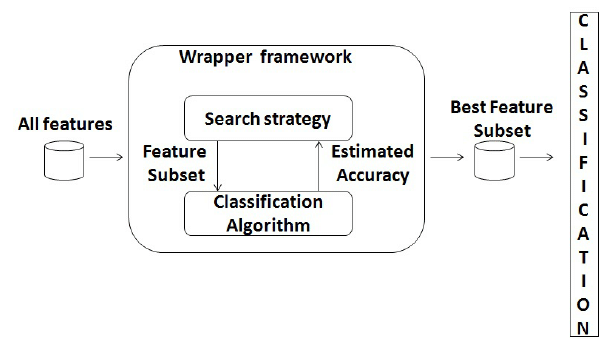 Wrapper framework
All features
Search strategy
Feature
Subset
Estimated
Accuracy
Classification
Algorithm
Best Feature
Subset
C
L
A
S
S
I
F
I
C
A
T
I
O
N